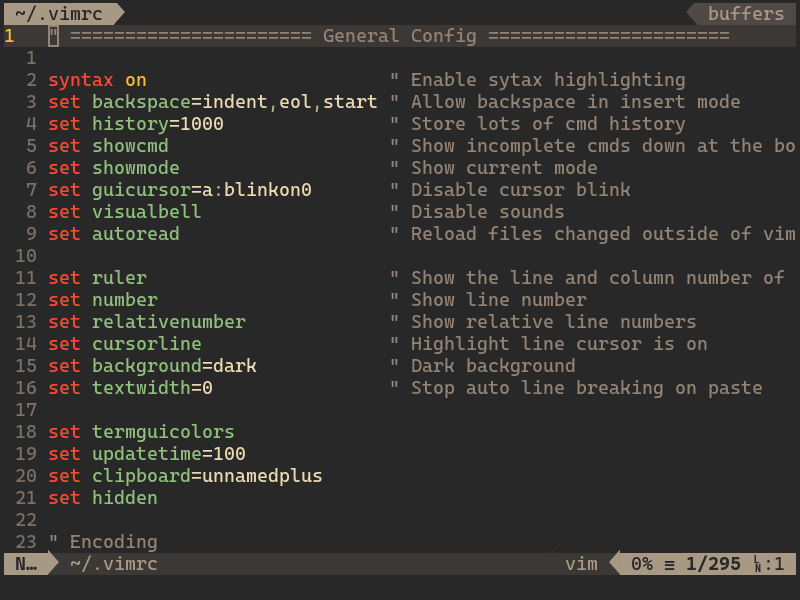 ~/.vimrc buffers
1 " ====================== General Config ======================
1
2 syntax on " Enable sytax highlighting
3 set backspace=indent,eol,start " Allow backspace in insert mode
4 set history=1000 " Store lots of cmd history
5 set showcmd " Show incomplete cmds down at the bo
6 set showmode " Show current mode
7 set guicursor=a:blinkon0 " Disable cursor blink
8 set visualbell " Disable sounds
9 set autoread " Reload files changed outside of vim
10
11 set ruler " Show the line and column number of
12 set number " Show line number
13 set relativenumber " Show relative line numbers
14 set cursorline " Highlight line cursor is on
15 set background=dark " Dark background
16 set textwidth=0 " Stop auto line breaking on paste
17
18 set termguicolors
19 set updatetime=100
20 set clipboard=unnamedplus
21 set hidden
22
23 " Encoding
N… ~/.vimrc vim 0% ≡ 1/295 ␤:1